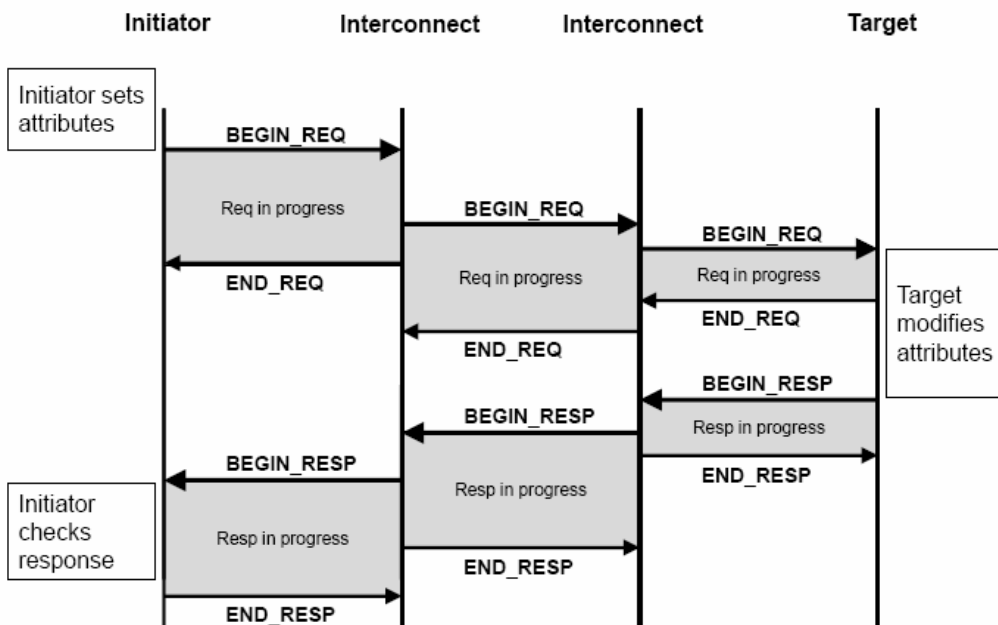 Initiator
Interconnect
Interconnect
Target
Initiator sets
attributes
BEGIN_REQ
Req in progress
END_REQ
BEGIN_REQ
Req in progress
END_REQ
BEGIN_REQ
Req in progress
END_REQ
Target
modifies
attributes
BEGIN_RESP
Resp in progress
END_RESP
BEGIN_RESP
Resp in progress
END_RESP
BEGIN_RESP
Resp in progress
END_RESP
Initiator
checks
response